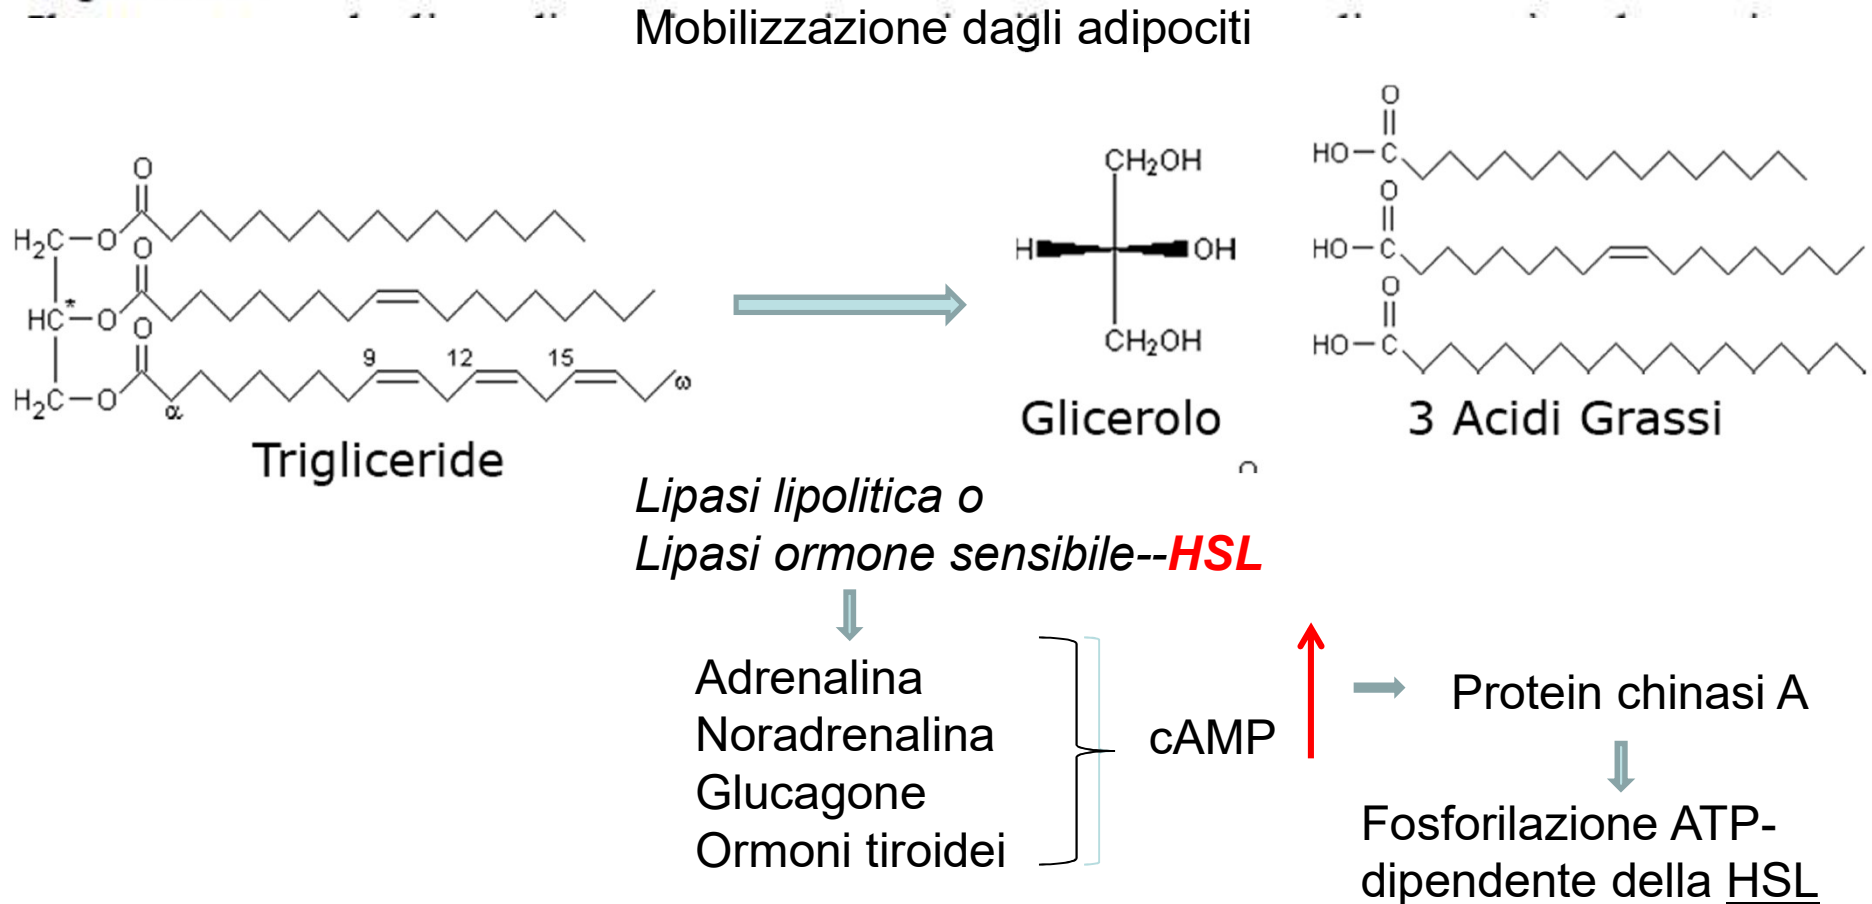 Mobilizzazione dagli adipociti
O
H2C—O
O
HC*—O
O
9 12 15
H2C—O
α
ω
Trigliceride
CH2OH
H OH
CH2OH
Glicerolo
O
HO—C
O
HO—C
O
HO—C
3 Acidi Grassi
Lipasi lipolitica o
Lipasi ormone sensibile--HSL
Adrenalina
Noradrenalina
Glucagone
Ormoni tiroidei
cAMP
Protein chinasi A
Fosforilazione ATP-
dipendente della HSL